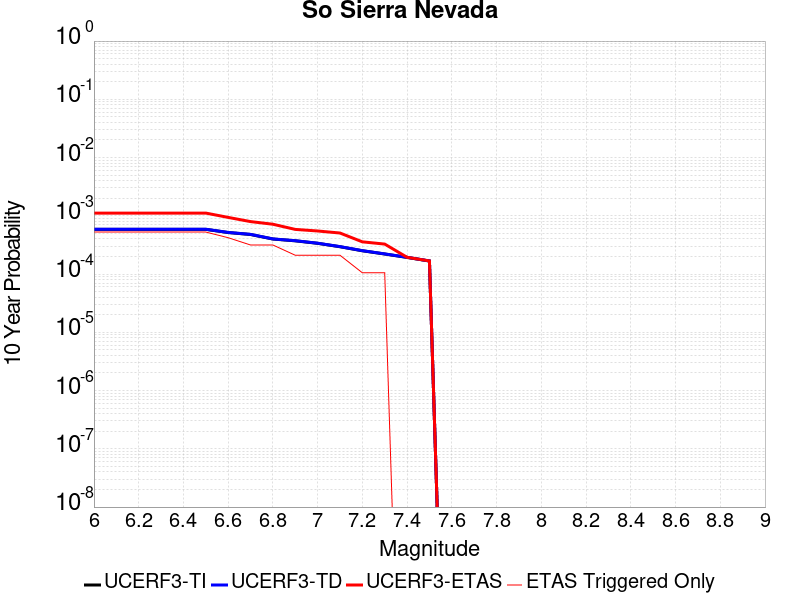 So Sierra Nevada
10 Year Probability
10^0
10^-1
10^-2
10^-3
10^-4
10^-5
10^-6
10^-7
10^-8
6 6.2 6.4 6.6 6.8 7 7.2 7.4 7.6 7.8 8 8.2 8.4 8.6 8.8 9
Magnitude
UCERF3-TI UCERF3-TD UCERF3-ETAS ETAS Triggered Only